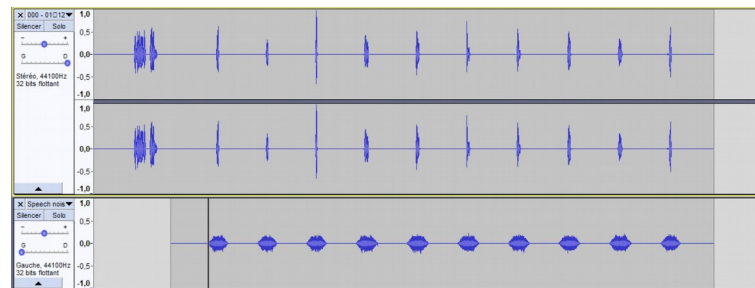 × 000 - 01□12▼
Silencer Solo
- +
G D
Stéréo, 44100Hz
32 bits flottant
1,0
0,5-
0,0-
-0,5-
-1,0
1,0
0,5-
0,0-
-0,5-
-1,0
× Speech nois▼
Silencer Solo
- +
G D
Gauche, 44100Hz
32 bits flottant
1,0
0,5-
0,0-
-0,5-
-1,0